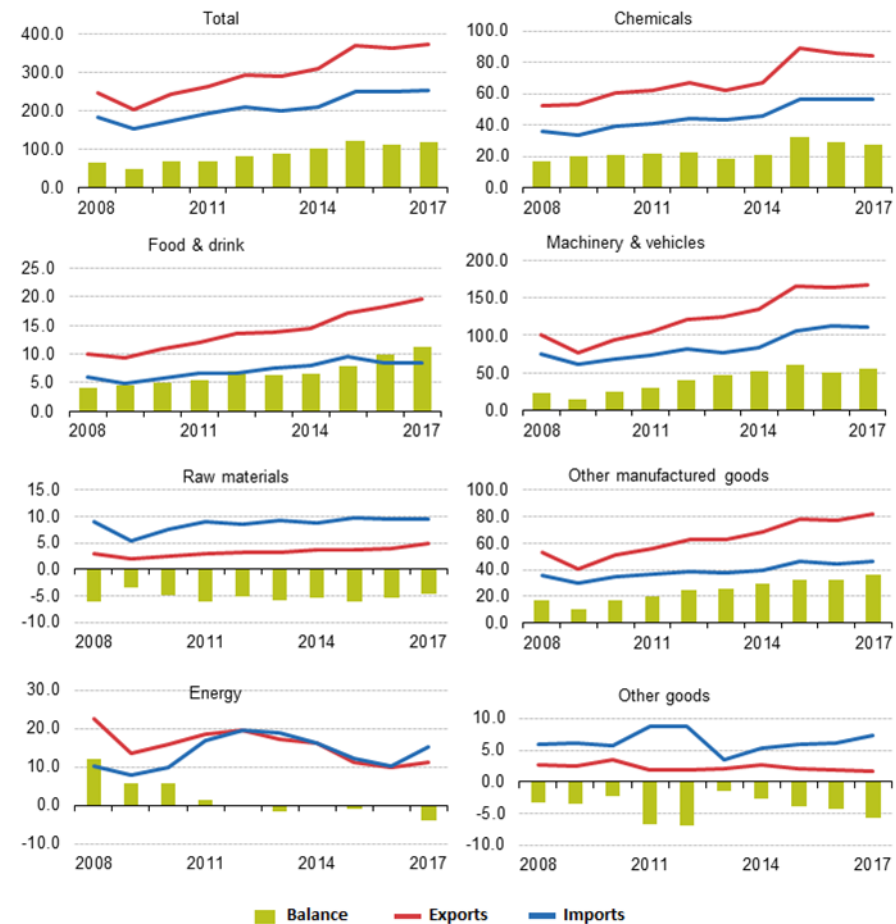 Total
400.0
300.0
200.0
100.0
0.0
2008 2011 2014 2017
Chemicals
100.0
80.0
60.0
40.0
20.0
0.0
2008 2011 2014 2017
Food & drink
25.0
20.0
15.0
10.0
5.0
0.0
2008 2011 2014 2017
Machinery & vehicles
200.0
150.0
100.0
50.0
0.0
2008 2011 2014 2017
Raw materials
15.0
10.0
5.0
0.0
-5.0
-10.0
2008 2011 2014 2017
Other manufactured goods
100.0
80.0
60.0
40.0
20.0
0.0
2008 2011 2014 2017
Energy
30.0
20.0
10.0
0.0
-10.0
2008 2011 2014 2017
Other goods
10.0
5.0
0.0
-5.0
-10.0
2008 2011 2014 2017
Balance Exports Imports